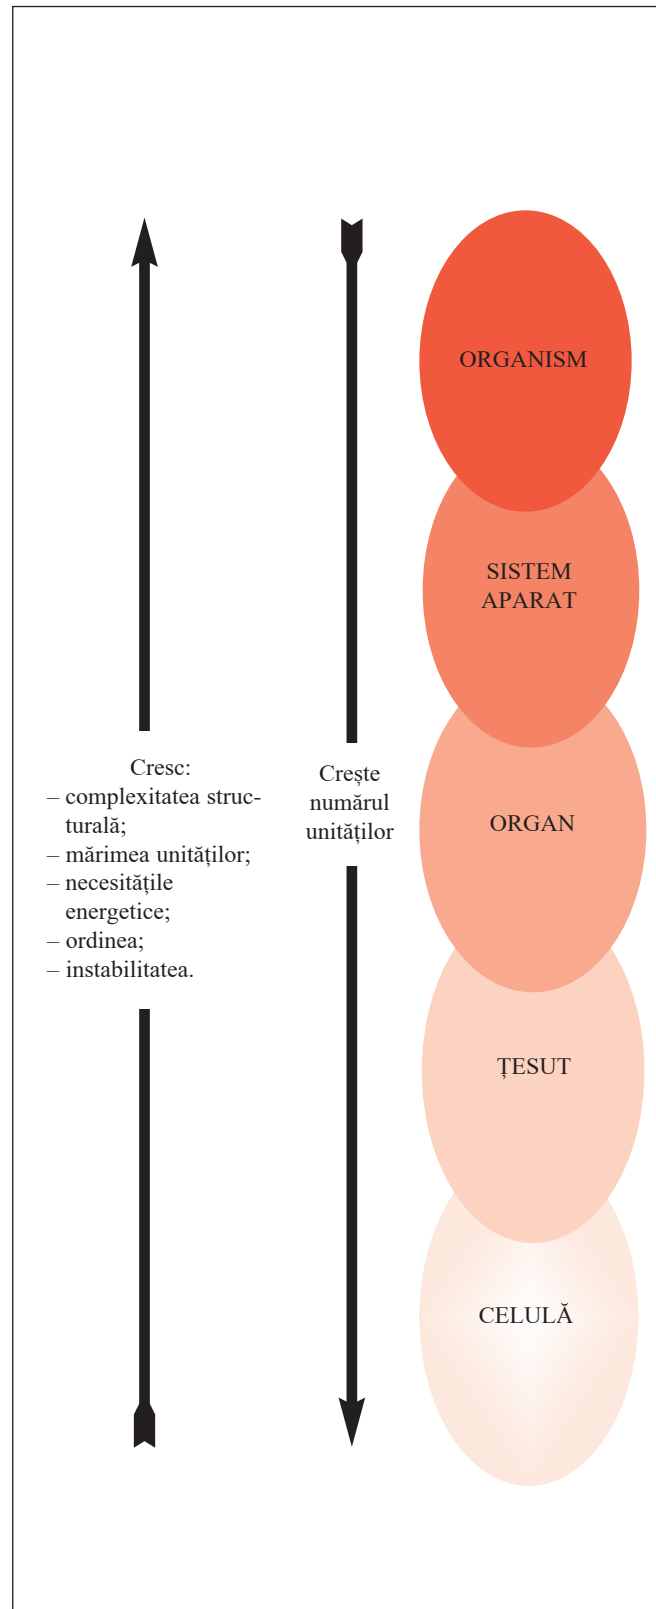 ORGANISM
SISTEM
APARAT
Cresc:
– complexitatea struc-
turală;
– mărimea unităților;
– necesitățile
energetice;
– ordinea;
– instabilitatea.
Crește
numărul
unităților
ORGAN
ȚESUT
CELULĂ